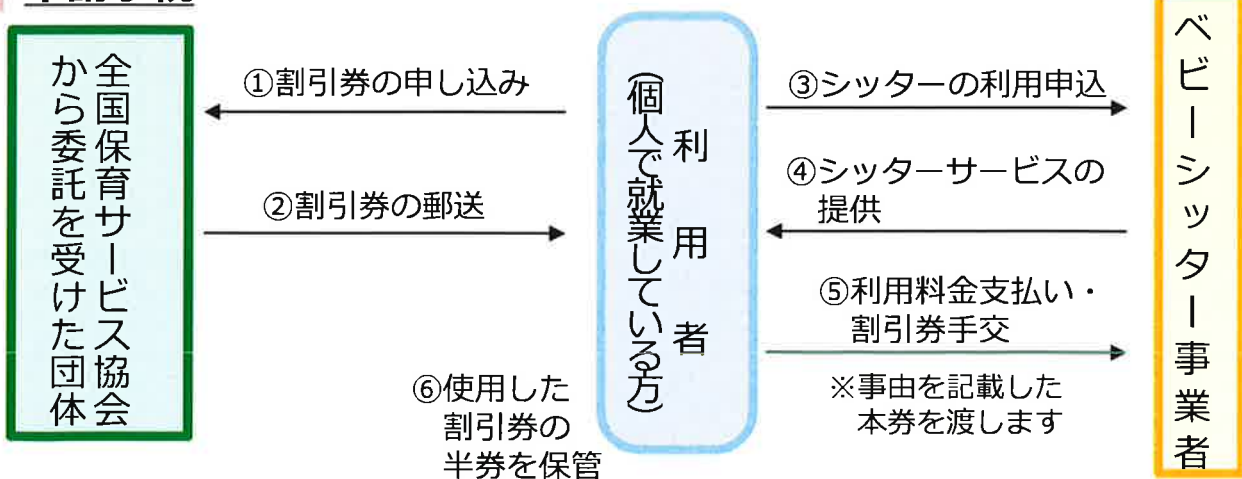 全国保育サービス協会
から委託を受けた団体
①割引券の申し込み
②割引券の郵送
利用者
(個人で就業している方)
③シッターの利用申込
④シッターサービスの
提供
⑤利用料金支払い・
割引券手交
※事由を記載した
本券を渡します
⑥使用した
割引券の
半券を保管
ベビーシッター事業者